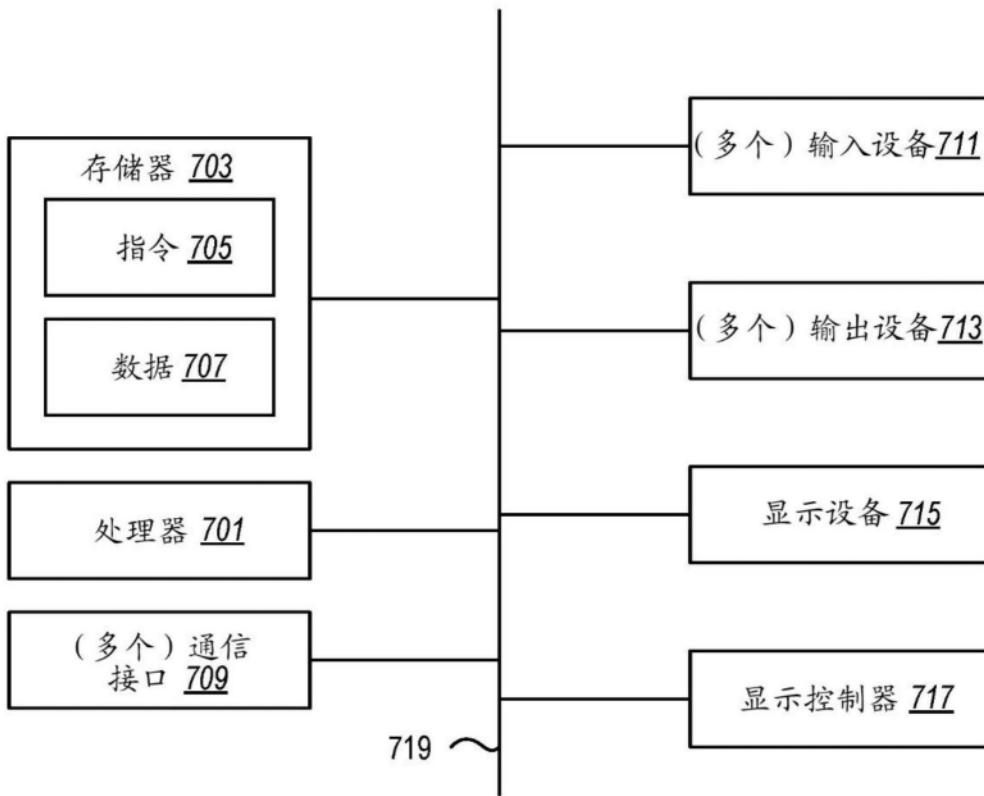 存储器 703
指令 705
数据 707
处理器 701
(多个) 通信
接口 709
(多个) 输入设备 711
(多个) 输出设备 713
显示设备 715
显示控制器 717
719